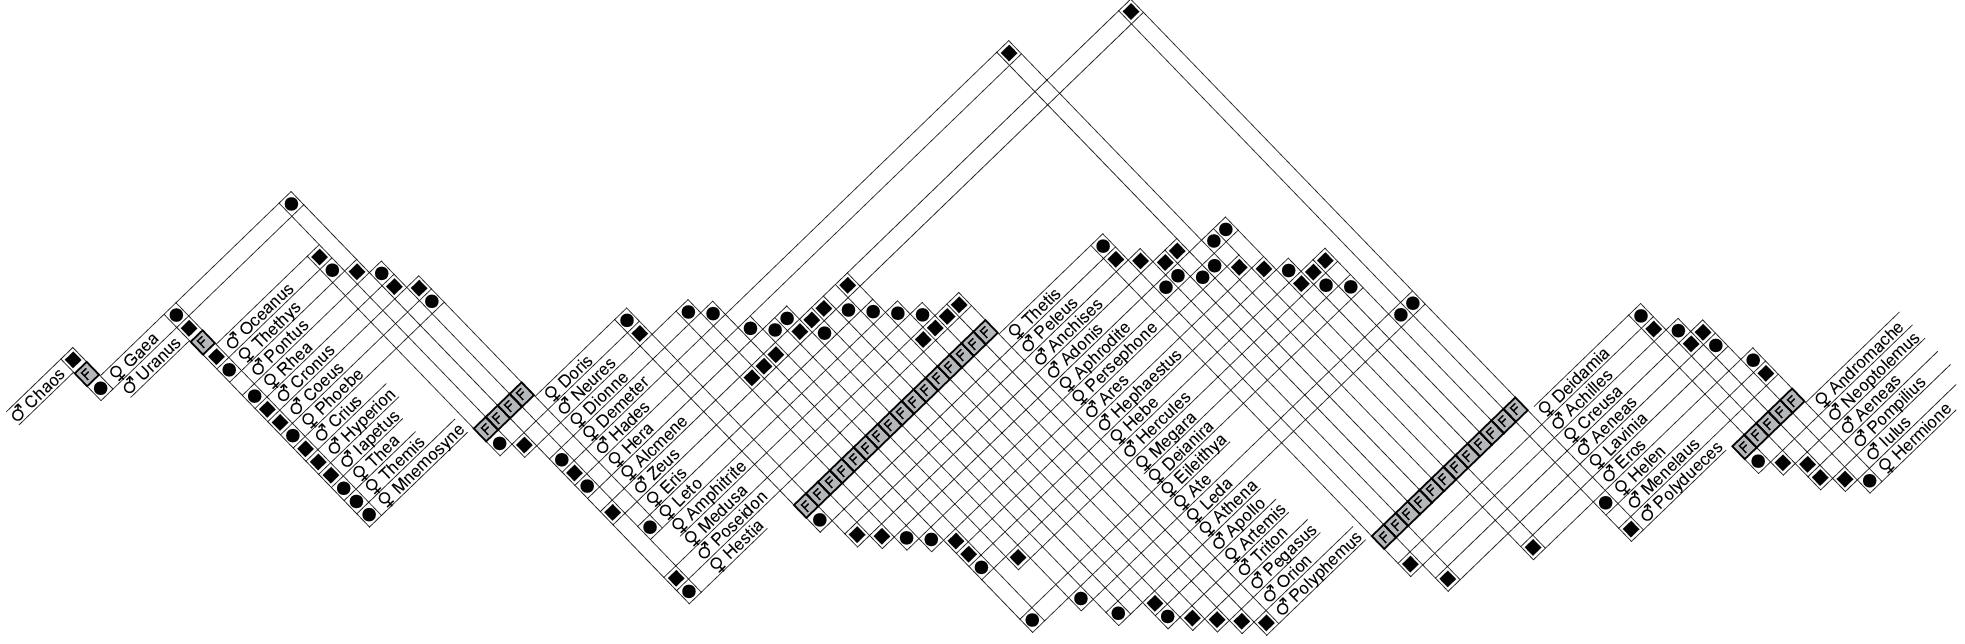 ♂ Chaos
F
♀ Gaea
♂ Uranus
F
♂ Oceanus
♀ Thethys
♂ Pontus
♀ Rhea
♂ Cronus
♂ Coeus
♀ Phoebe
♂ Crius
♂ Hyperion
♂ Iapetus
♀ Thea
♀ Themis
♀ Mnemosyne
F F F F
♀ Doris
♂ Neures
♀ Dionne
♀ Demeter
♂ Hades
♀ Hera
♀ Alcmene
♂ Zeus
♀ Eris
♀ Leto
♀ Amphitrite
♀ Medusa
♂ Poseidon
♀ Hestia
F F F F F F F F F F F F F F F
♀ Thetis
♂ Peleus
♂ Anchises
♂ Adonis
♀ Aphrodite
♀ Persephone
♂ Ares
♂ Hephaestus
♀ Hebe
♂ Hercules
♀ Megara
♀ Deianira
♀ Eileithya
♀ Ate
♀ Leda
♀ Athena
♂ Apollo
♀ Artemis
♂ Triton
♂ Pegasus
♂ Orion
♂ Polyphemus
F F F F F F F F F F F
♀ Deidamia
♂ Achilles
♀ Creusa
♂ Aeneas
♀ Lavinia
♂ Eros
♀ Helen
♂ Menelaus
♂ Polydueces
F F F F F
♀ Andromache
♂ Neoptolemus
♂ Aeneas
♂ Pompilius
♂ Iulus
♀ Hermione